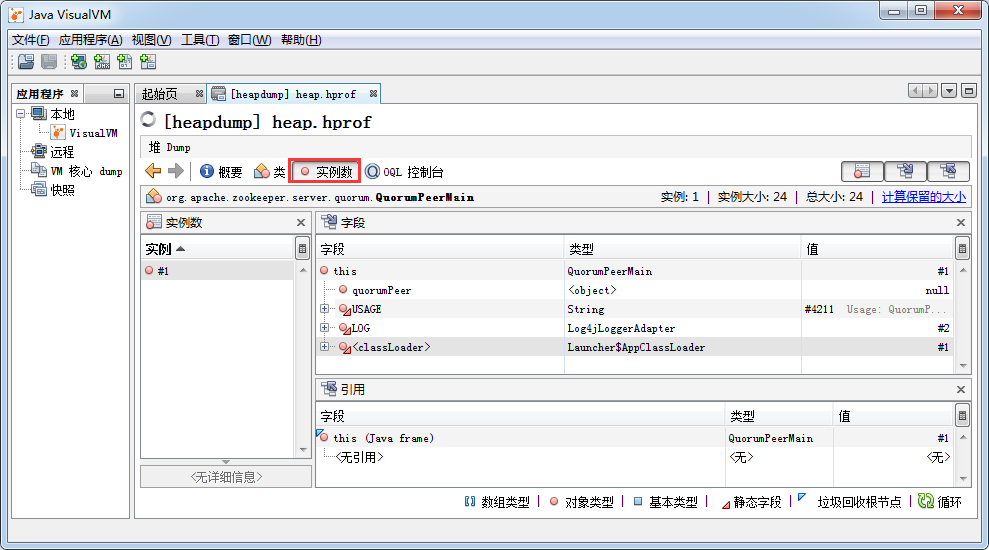 Java VisualVM
文件(F) 应用程序(A) 视图(V) 工具(T) 窗口(W) 帮助(H)
应用程序
起始页 [heapdump] heap.hprof
本地
VisualVM
远程
VM 核心 dump
快照
[heapdump] heap.hprof
堆 Dump
概要 类 实例数 OQL 控制台
org.apache.zookeeper.server.quorum.QuorumPeerMain 实例: 1 | 实例大小: 24 | 总大小: 24 | 计算保留的大小
实例数
实例
#1
<无详细信息>
字段
字段 类型 值
this QuorumPeerMain #1
quorumPeer <object> null
USAGE String #4211 Usage: QuorumP...
LOG Log4jLoggerAdapter #2
<classLoader> Launcher$AppClassLoader #1
引用
字段 类型 值
this (Java frame) QuorumPeerMain #1
<无引用> <无> <无>
数组类型 | 对象类型 | 基本类型 | 静态字段 | 垃圾回收根节点 | 循环